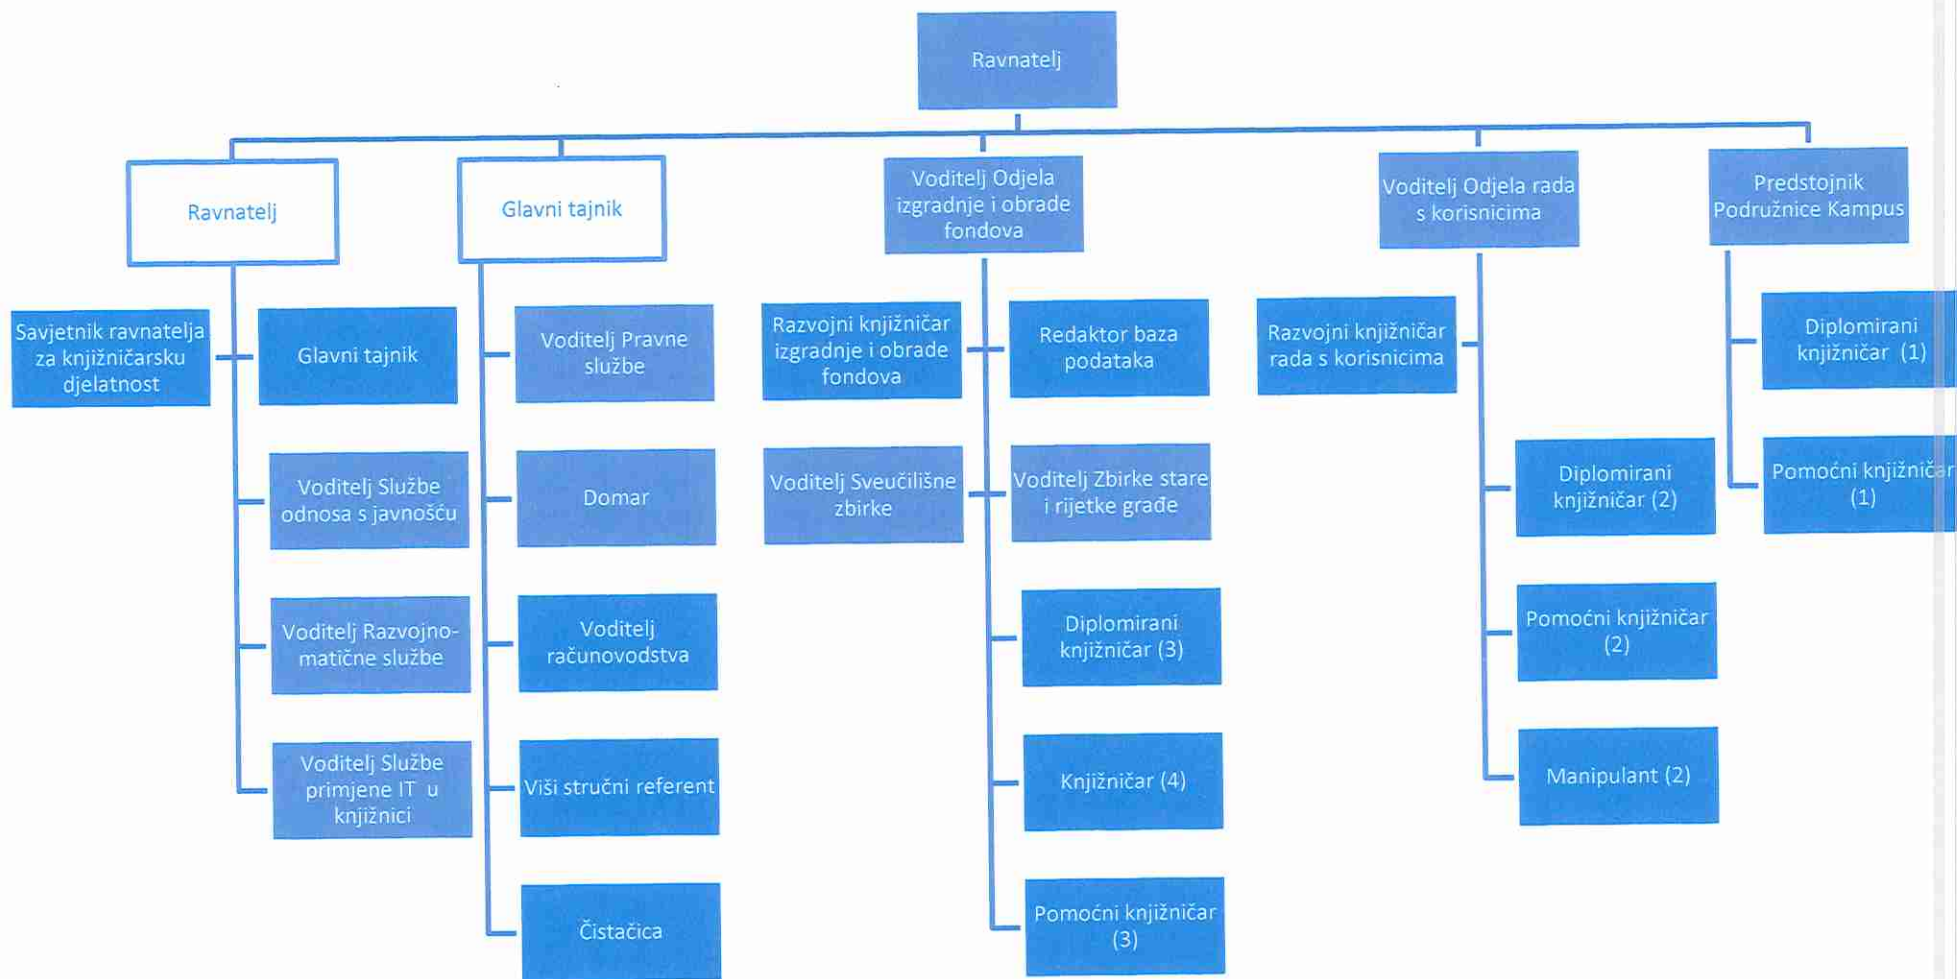 Ravnatelj
Ravnatelj
Glavni tajnik
Voditelj Odjela
izgradnje i obrade
fondova
Voditelj Odjela rada
s korisnicima
Predstojnik
Podružnice Kampus
Savjetnik ravnatelja
za knjižničarsku
djelatnost
Glavni tajnik
Voditelj Službe
odnosa s javnošću
Voditelj Razvojno-
matične službe
Voditelj Službe
primjene IT u
knjižnici
Voditelj Pravne
službe
Domar
Voditelj
računovodstva
Viši stručni referent
Čistačica
Razvojni knjižničar
izgradnje i obrade
fondova
Redaktor baza
podataka
Voditelj Sveučilišne
zbirke
Voditelj Zbirke stare
i rijetke građe
Diplomirani
knjižničar (3)
Knjižničar (4)
Pomoćni knjižničar
(3)
Razvojni knjižničar
rada s korisnicima
Diplomirani
knjižničar (2)
Pomoćni knjižničar
(2)
Manipulant (2)
Diplomirani
knjižničar (1)
Pomoćni knjižničar
(1)